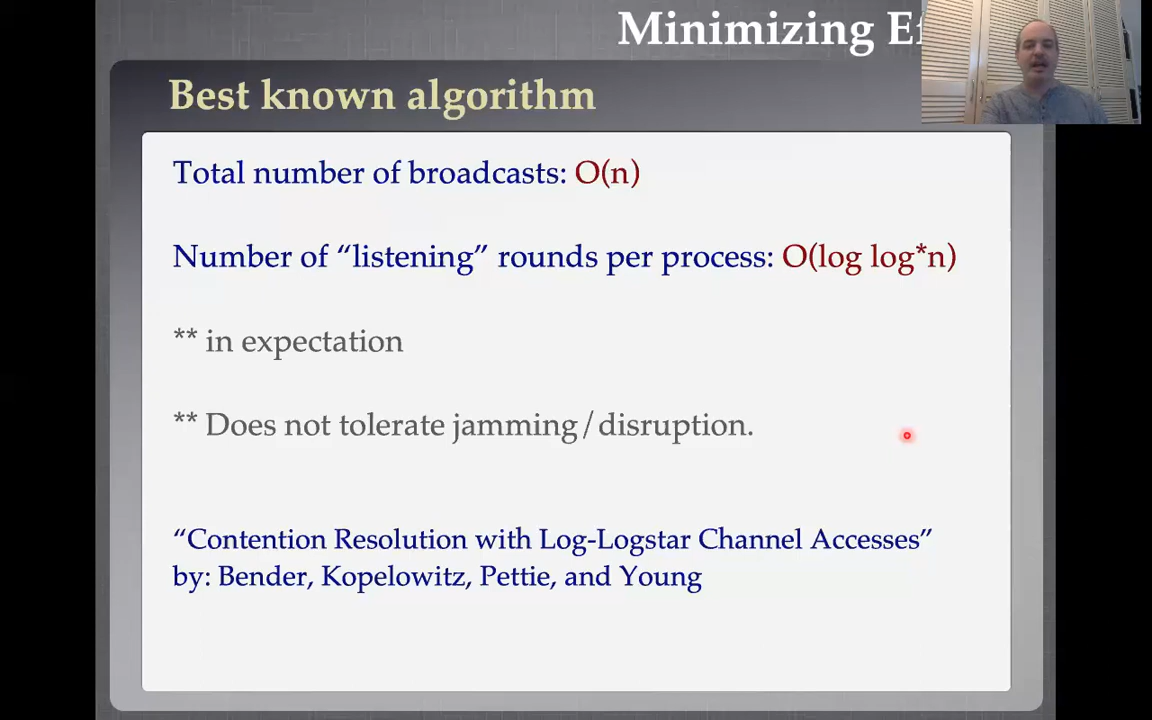 Minimizing
Best known algorithm
Total number of broadcasts: O(n)
Number of “listening” rounds per process: O(log log*n)
** in expectation
** Does not tolerate jamming/disruption.
“Contention Resolution with Log-Logstar Channel Accesses”
by: Bender, Kopelowitz, Pettie, and Young